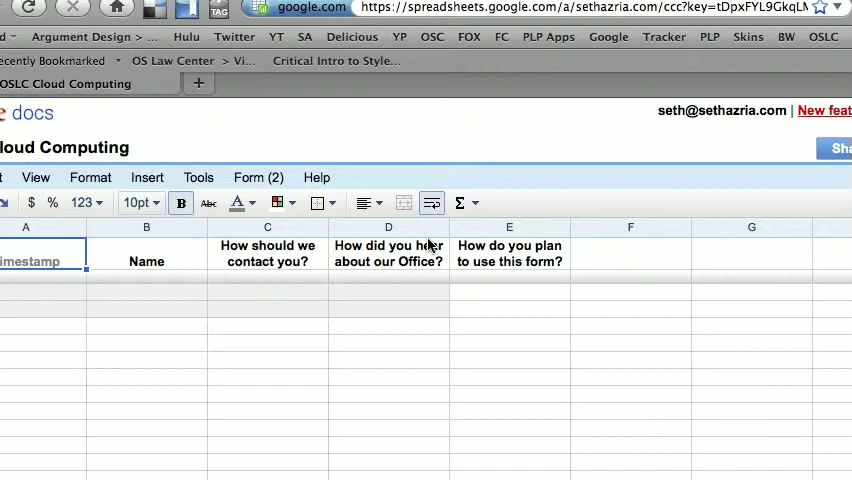 google.com
https://spreadsheets.google.com/a/sethazria.com/ccc?key=tDpxFYL9GkqLM
TAG
Argument Design > ... Hulu Twitter YT SA Delicious YP OSC FOX FC PLP Apps Google Tracker PLP Skins BW OSLC
ecently Bookmarked OS Law Center > Vi... Critical Intro to Style...
OSLC Cloud Computing +
e docs
seth@sethazria.com | New feat
loud Computing
Sha
t View Format Insert Tools Form (2) Help
$ % 123 10pt B Abc A Σ
A B C D E F G
imestamp
Name
How should we
contact you?
How did you heer
about our Office?
How do you plan
to use this form?